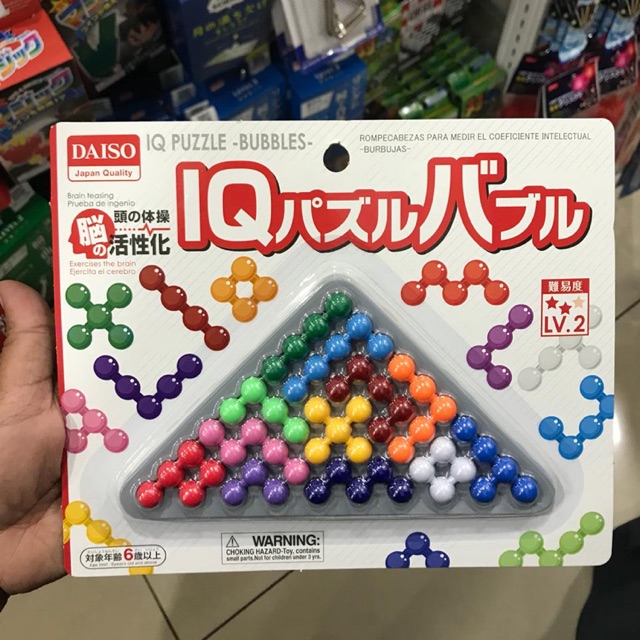 DAISO
Japan Quality
IQ PUZZLE -BUBBLES-
ROMPECABEZAS PARA MEDIR EL COEFICIENTE INTELECTUAL
-BURBUJAS-
Brain teasing
Prueba de ingenio
頭の体操
脳の活性化
Exercises the brain
Ejercita el cerebro
IQパズルバブル
難易度
LV.2
対象年齢6歳以上
WARNING:
CHOKING HAZARD-Toy, contains
small parts.Not for children under 3 yrs.